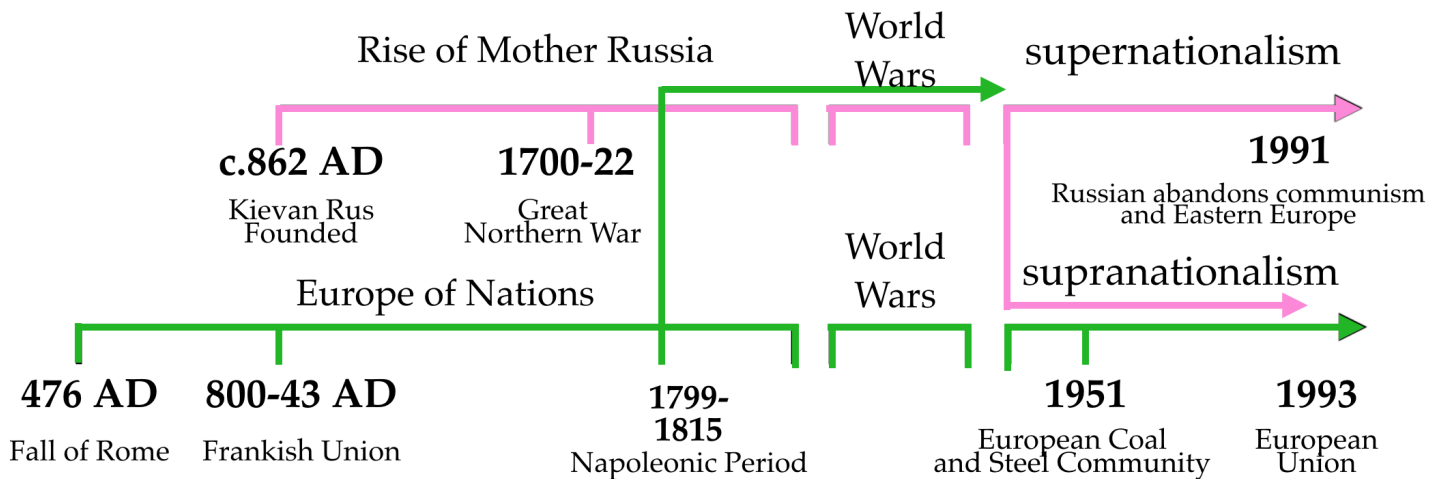 Rise of Mother Russia
World
Wars
supernationalism
c.862 AD
Kievan Rus
Founded
1700-22
Great
Northern War
1991
Russian abandons communism
and Eastern Europe
Europe of Nations
World
Wars
supranationalism
476 AD
Fall of Rome
800-43 AD
Frankish Union
1799-
1815
Napoleonic Period
1951
European Coal
and Steel Community
1993
European
Union